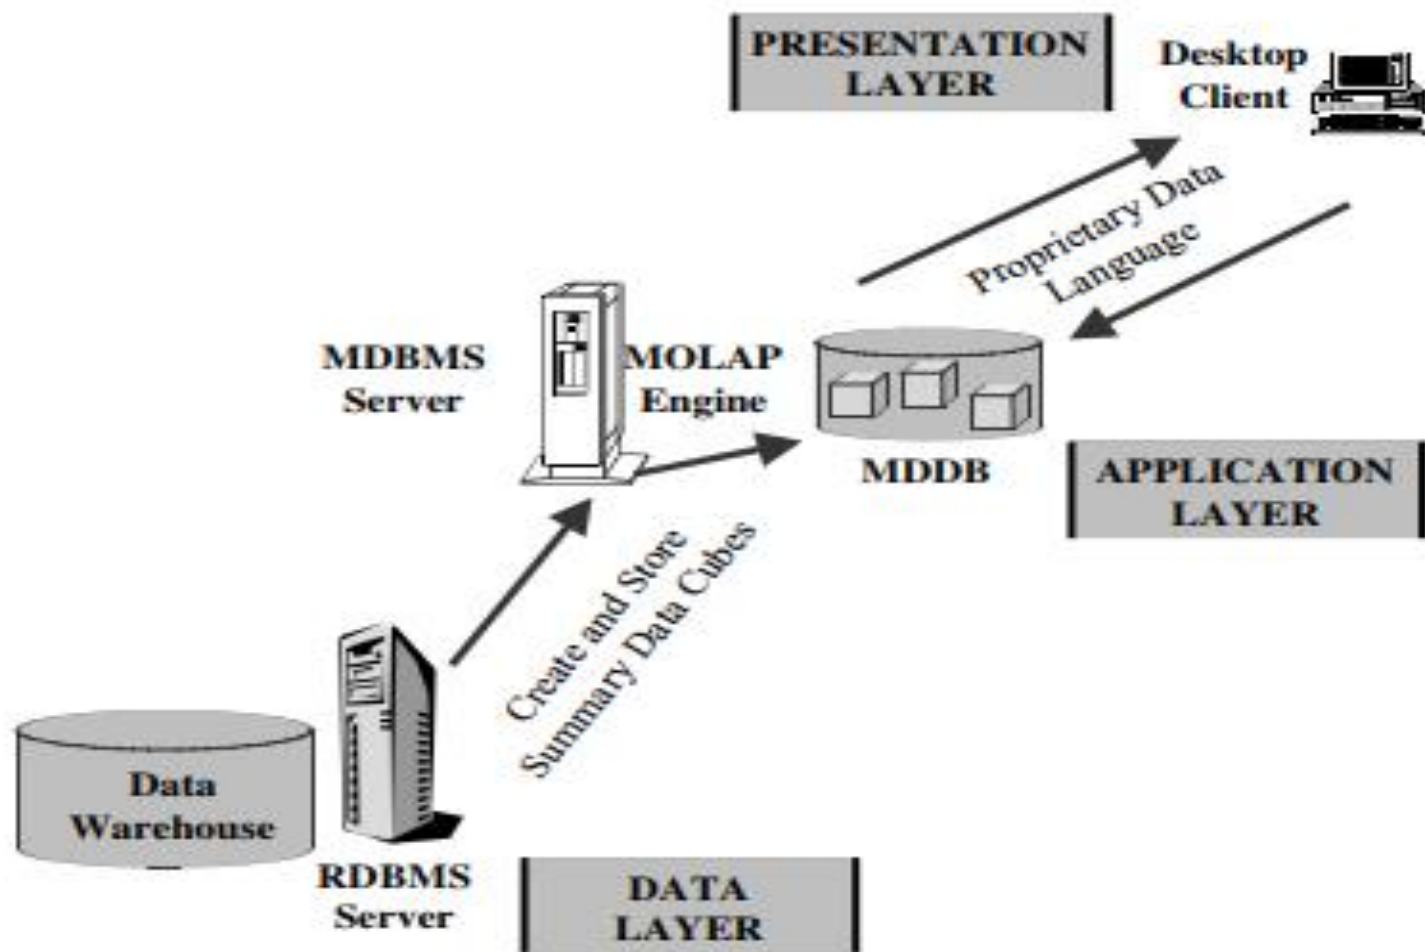 PRESENTATION
LAYER
Desktop
Client
Proprietary Data
Language
MDBMS
Server
MOLAP
Engine
MDDB
APPLICATION
LAYER
Create and Store
Summary Data Cubes
Data
Warehouse
RDBMS
Server
DATA
LAYER